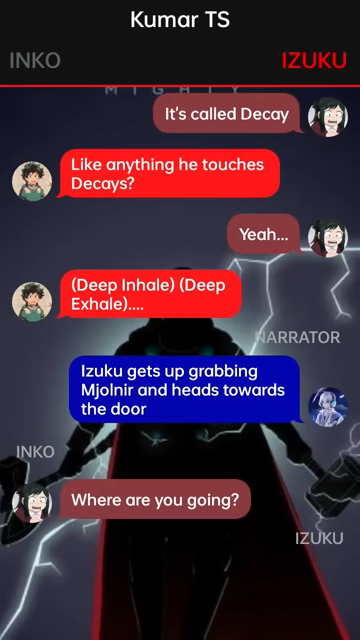 Kumar TS
INKO
IZUKU
MIGHTY
It's called Decay
Like anything he touches
Decays?
Yeah...
(Deep Inhale) (Deep
Exhale)....
NARRATOR
Izuku gets up grabbing
Mjolnir and heads towards
the door
INKO
Where are you going?
IZUKU